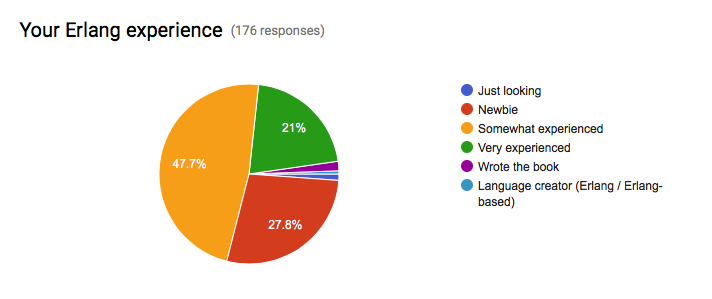 Your Erlang experience (176 responses)
Just looking
Newbie
Somewhat experienced
Very experienced
Wrote the book
Language creator (Erlang / Erlang-
based)
21%
47.7%
27.8%